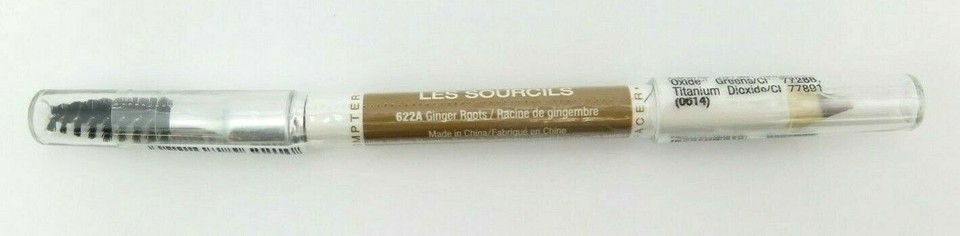 LES SOURCILS
622A Ginger Roots / Racine de gingembre
Made in China/Fabriqué en Chine
MPTER
ACER
Oxide Greens/CI 77288
Titanium Dioxide/CI 77891
(0614)